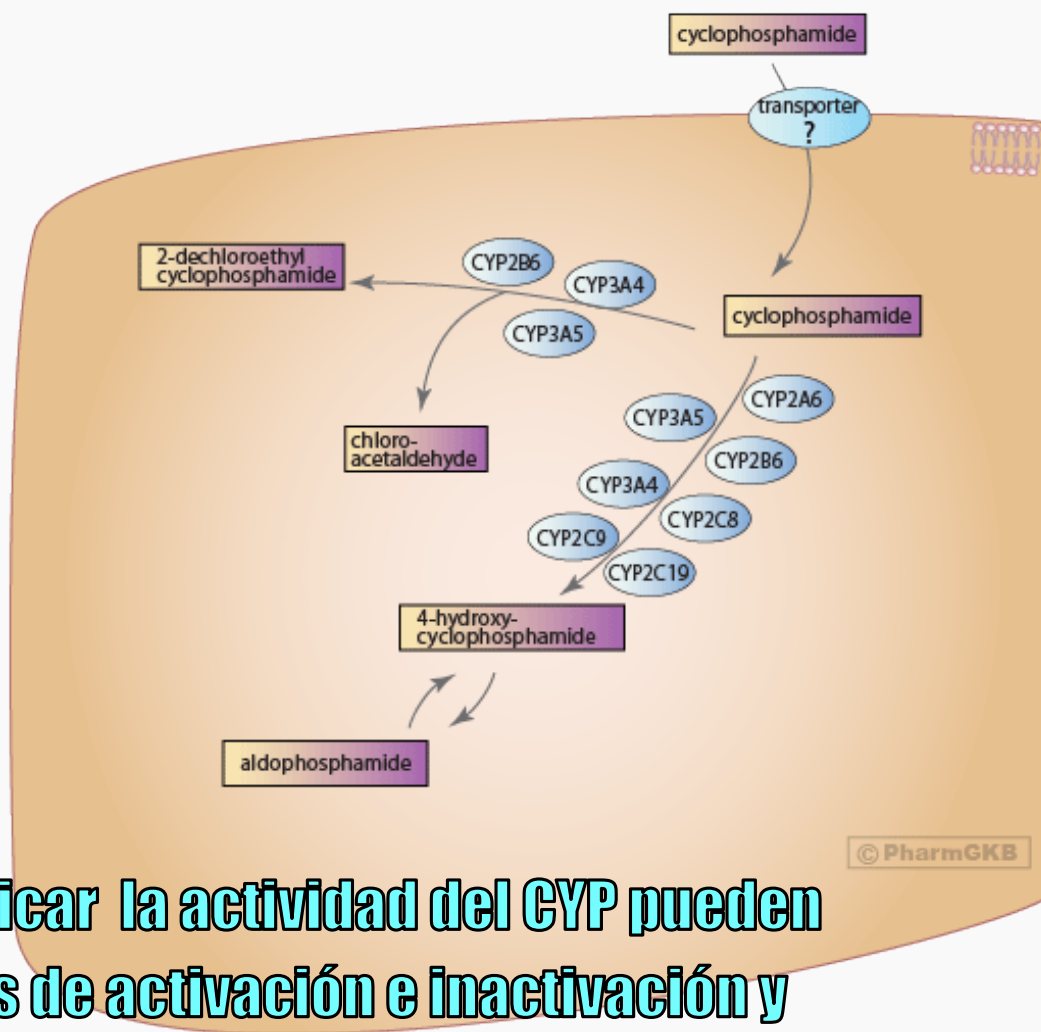 cyclophosphamide
transporter
?
2-dechloroethyl
cyclophosphamide
CYP2B6
CYP3A4
CYP3A5
cyclophosphamide
chloro-
acetaldehyde
CYP2A6
CYP3A5
CYP2B6
CYP3A4
CYP2C8
CYP2C9
CYP2C19
4-hydroxy-
cyclophosphamide
aldophosphamide
© PharmGKB
la actividad del CYP pueden
de activación e inactivación y